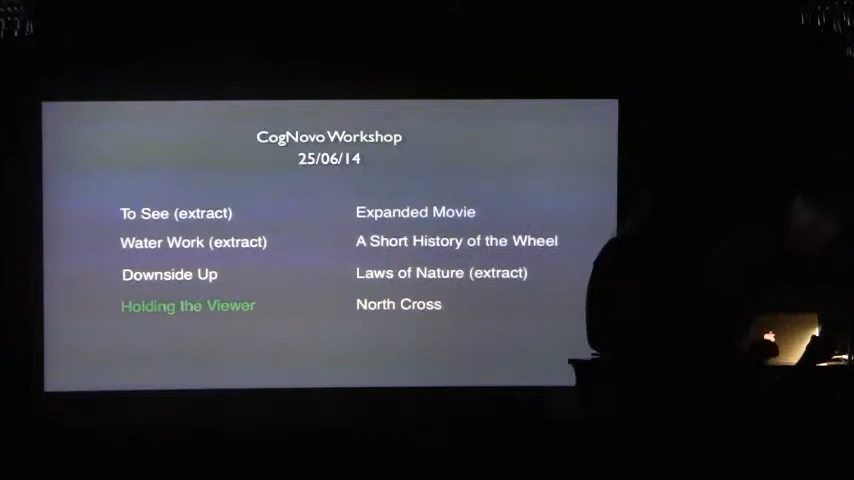 CogNovo Workshop
25/06/14
To See (extract)
Water Work (extract)
Downside Up
Holding the Viewer
Expanded Movie
A Short History of the Wheel
Laws of Nature (extract)
North Cross